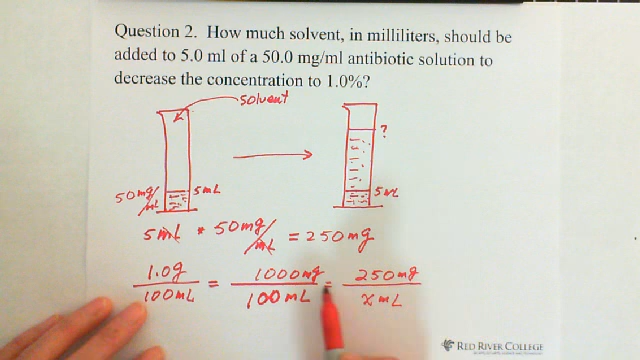 Question 2. How much solvent, in milliliters, should be
added to 5.0 ml of a 50.0 mg/ml antibiotic solution to
decrease the concentration to 1.0%?
solvent
?
50mg/mL
5mL
5mL
5mL * 50mg/mL = 250mg
1.0g/100mL = 1000mg/100mL = 250mg/x mL
RED RIVER COLLEGE